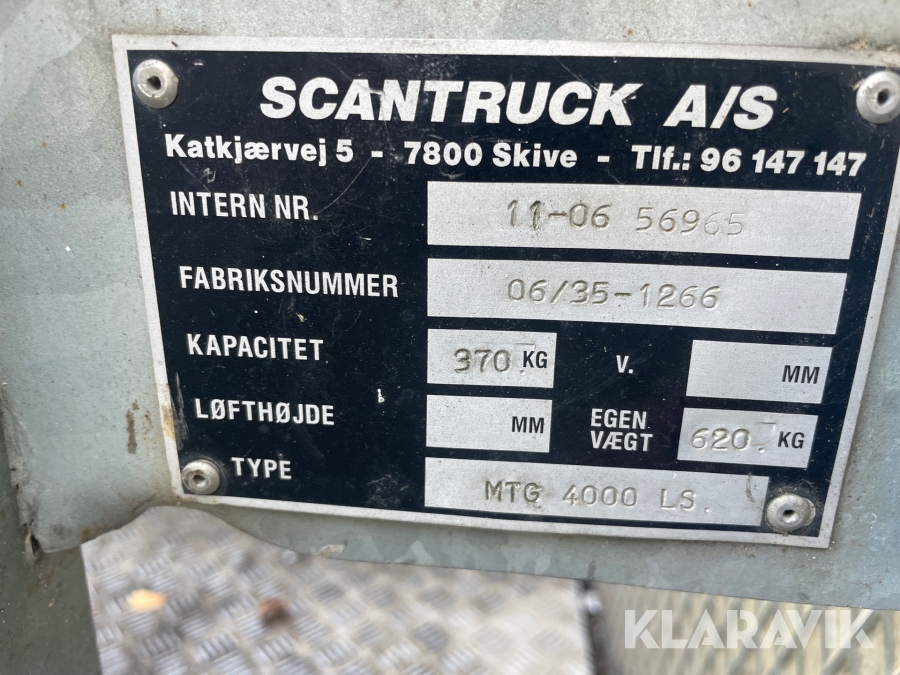 SCANTRUCK A/S
Katkjærvej 5 - 7800 Skive - Tlf.: 96 147 147
INTERN NR. 11-06 56965
FABRIKSNUMMER 06/35-1266
KAPACITET 370 KG V. MM
LØFTHØJDE MM EGEN VÆGT 620 KG
TYPE MTG 4000 LS.
KLARAVIK